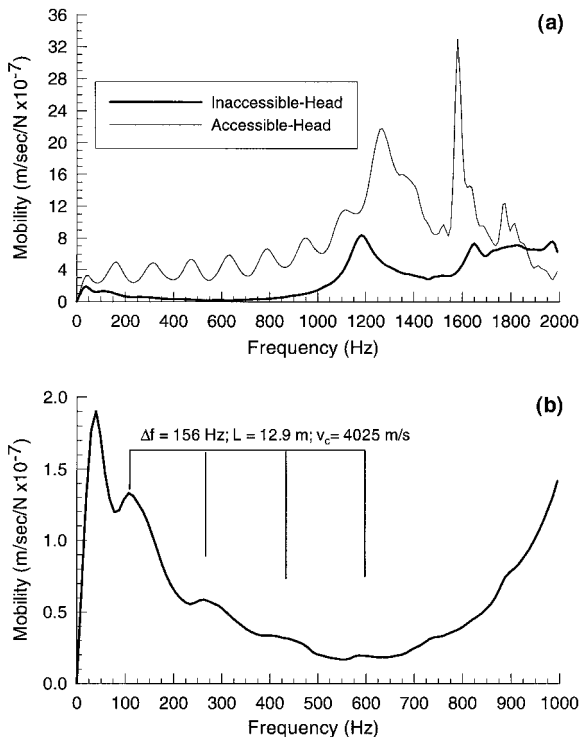 (a)
36
32
28
24
20
16
12
8
4
0
Mobility (m/sec/N x10⁻⁷)
Inaccessible-Head
Accessible-Head
0 200 400 600 800 1000 1200 1400 1600 1800 2000
Frequency (Hz)
(b)
2.0
1.5
1.0
0.5
0.0
Mobility (m/sec/N x10⁻⁷)
Δf = 156 Hz; L = 12.9 m; v꜀= 4025 m/s
0 100 200 300 400 500 600 700 800 900 1000
Frequency (Hz)